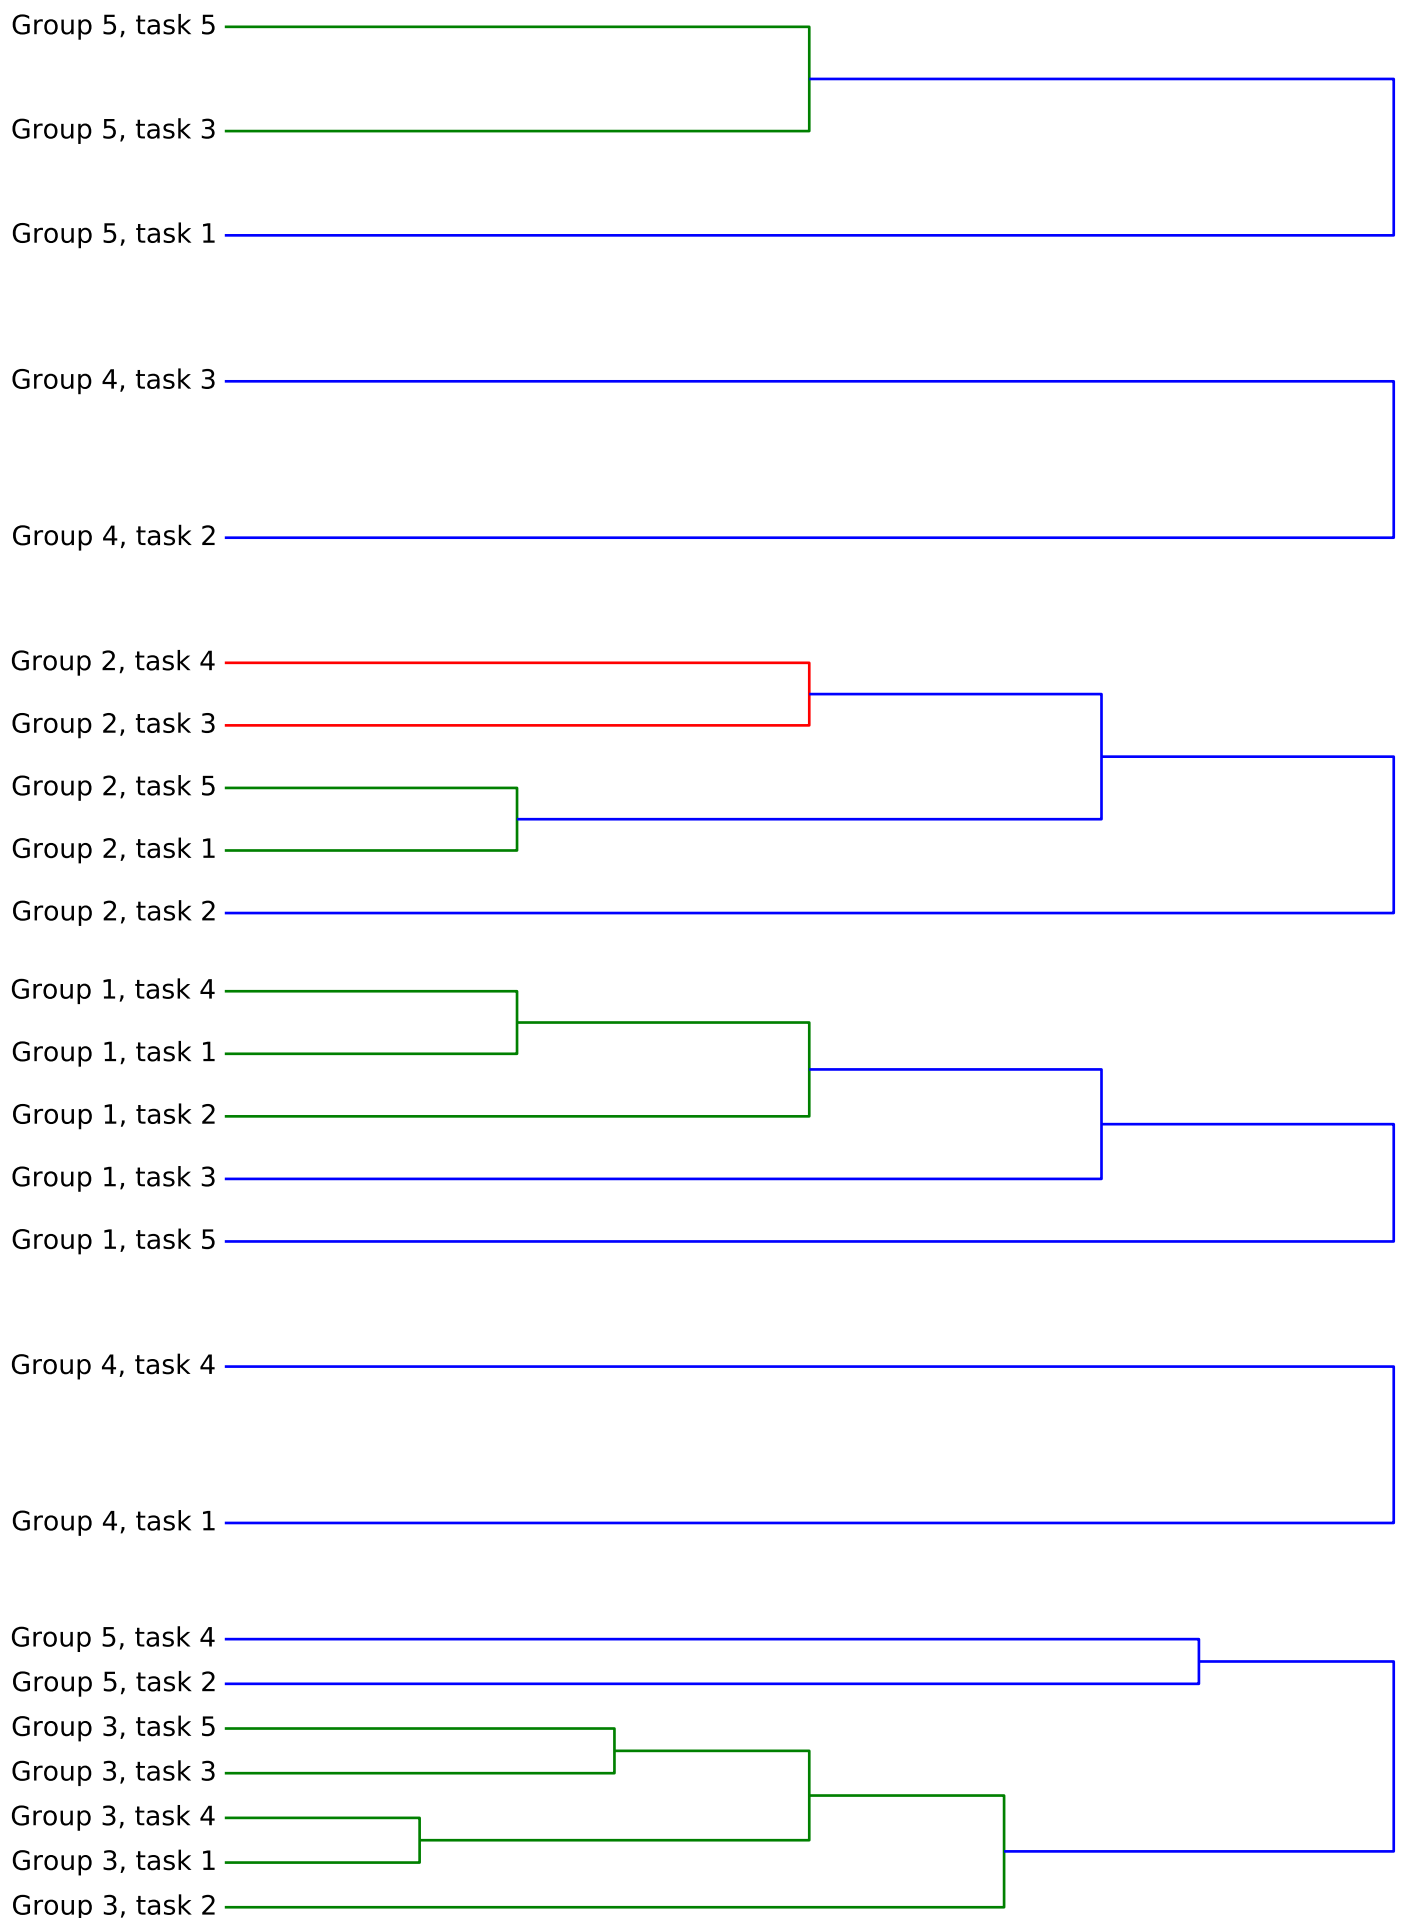 Group 5, task 5
Group 5, task 3
Group 5, task 1
Group 4, task 3
Group 4, task 2
Group 2, task 4
Group 2, task 3
Group 2, task 5
Group 2, task 1
Group 2, task 2
Group 1, task 4
Group 1, task 1
Group 1, task 2
Group 1, task 3
Group 1, task 5
Group 4, task 4
Group 4, task 1
Group 5, task 4
Group 5, task 2
Group 3, task 5
Group 3, task 3
Group 3, task 4
Group 3, task 1
Group 3, task 2